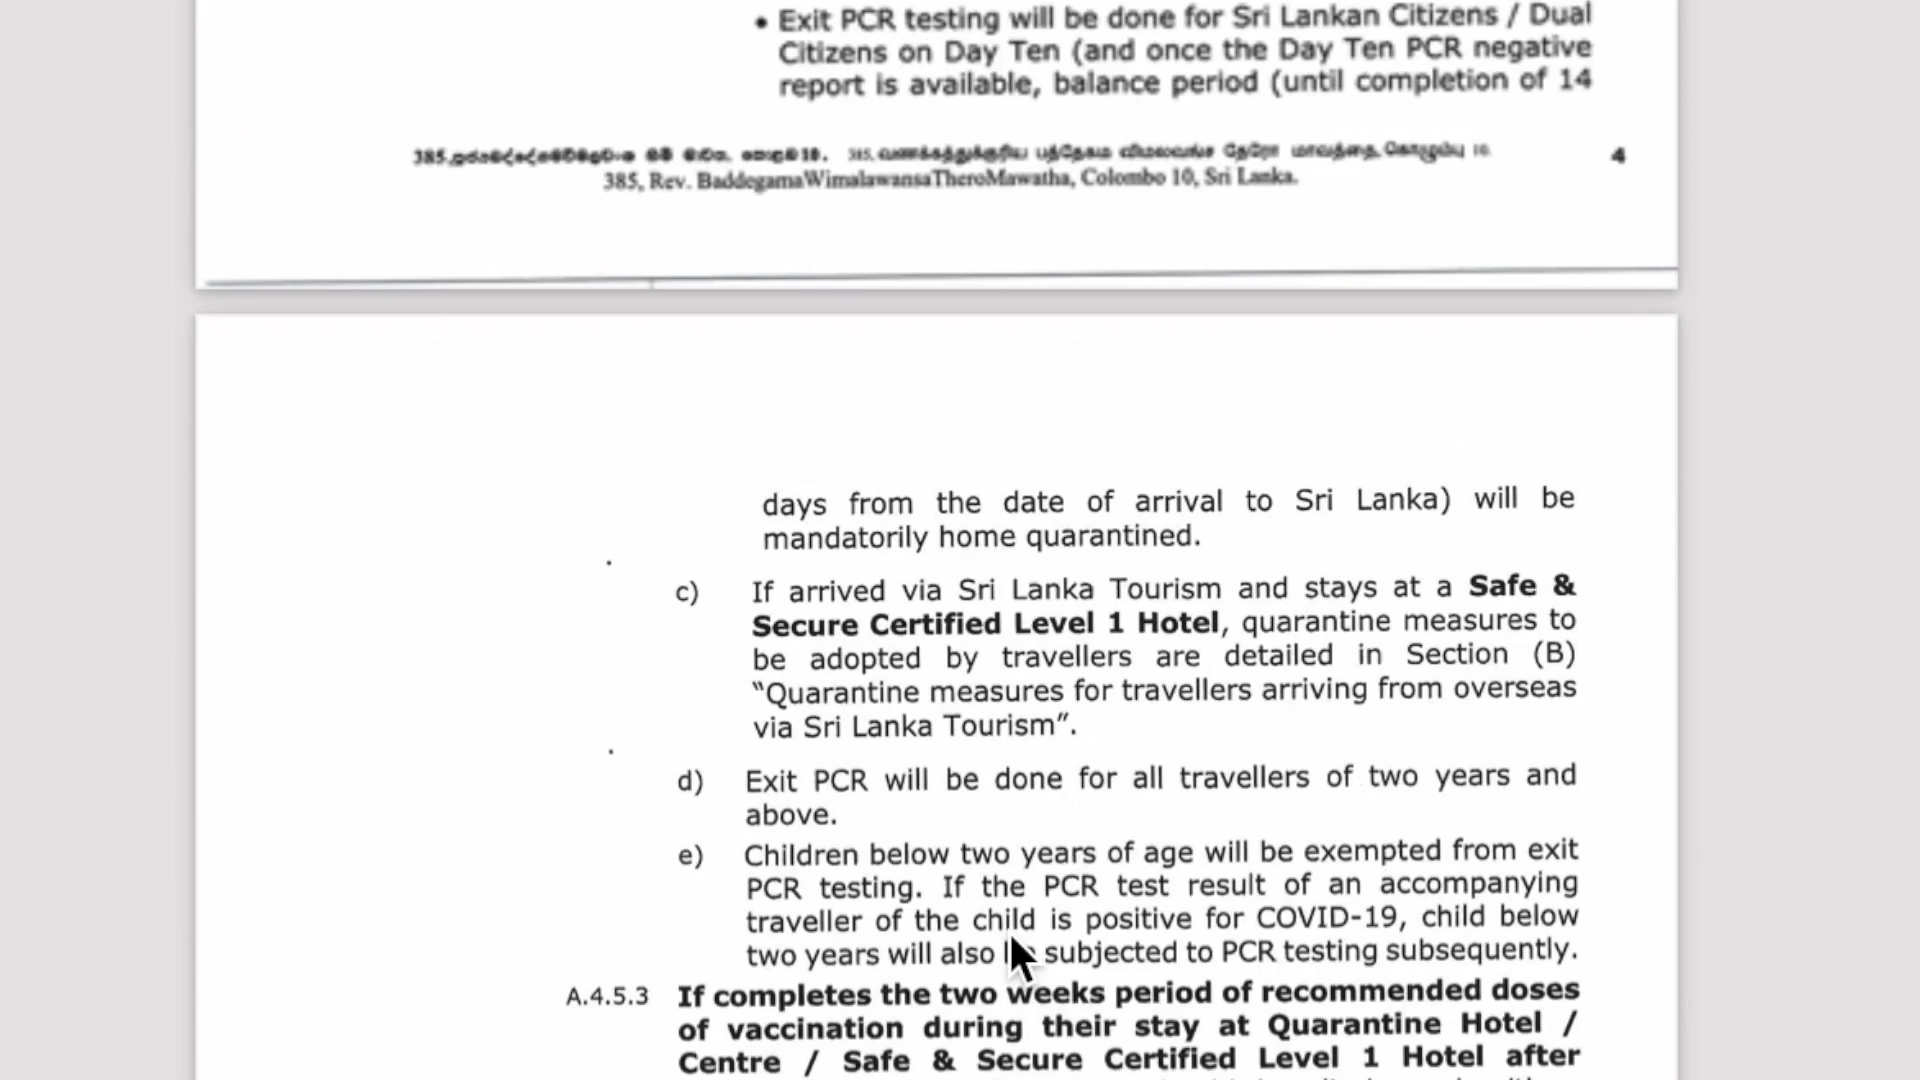 • Exit PCR testing will be done for Sri Lankan Citizens / Dual
Citizens on Day Ten (and once the Day Ten PCR negative
report is available, balance period (until completion of 14
4
385, Rev. BaddegamaWimalawansaTheroMawatha, Colombo 10, Sri Lanka.
days from the date of arrival to Sri Lanka) will be
mandatorily home quarantined.
c) If arrived via Sri Lanka Tourism and stays at a Safe &
Secure Certified Level 1 Hotel, quarantine measures to
be adopted by travellers are detailed in Section (B)
"Quarantine measures for travellers arriving from overseas
via Sri Lanka Tourism".
d) Exit PCR will be done for all travellers of two years and
above.
e) Children below two years of age will be exempted from exit
PCR testing. If the PCR test result of an accompanying
traveller of the child is positive for COVID-19, child below
two years will also subjected to PCR testing subsequently.
A.4.5.3 If completes the two weeks period of recommended doses
of vaccination during their stay at Quarantine Hotel /
Centre / Safe & Secure Certified Level 1 Hotel after